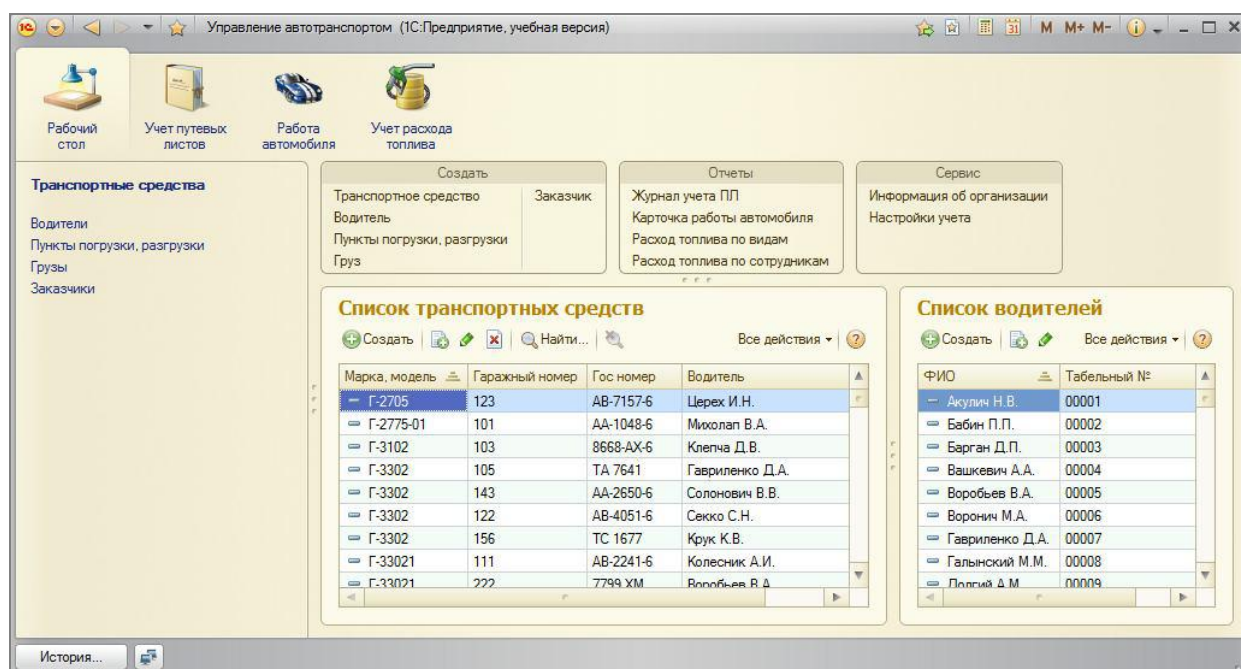 Управление автотранспортом (1С:Предприятие, учебная версия)
31 M M+ M-
Рабочий стол
Учет путевых листов
Работа автомобиля
Учет расхода топлива
Транспортные средства
Водители
Пункты погрузки, разгрузки
Грузы
Заказчики
Создать
Транспортное средство Заказчик
Водитель
Пункты погрузки, разгрузки
Груз
Отчеты
Журнал учета ПЛ
Карточка работы автомобиля
Расход топлива по видам
Расход топлива по сотрудникам
Сервис
Информация об организации
Настройки учета
Список транспортных средств
Создать Найти... Все действия
Марка, модель Гаражный номер Гос номер Водитель
Г-2705 123 АВ-7157-6 Церех И.Н.
Г-2775-01 101 АА-1048-6 Михолап В.А.
Г-3102 103 8668-АХ-6 Клепча Д.В.
Г-3302 105 ТА 7641 Гавриленко Д.А.
Г-3302 143 АА-2650-6 Солонович В.В.
Г-3302 122 АВ-4051-6 Секко С.Н.
Г-3302 156 ТС 1677 Крук К.В.
Г-33021 111 АВ-2241-6 Колесник А.И.
Г-33021 222 7799 ХМ Воробьев В.А.
Список водителей
Создать Все действия
ФИО Табельный №
Акулич Н.В. 00001
Бабин П.П. 00002
Барган Д.П. 00003
Вашкевич А.А. 00004
Воробьев В.А. 00005
Воронич М.А. 00006
Гавриленко Д.А. 00007
Галынский М.М. 00008
Долгий А.М. 00009
История...